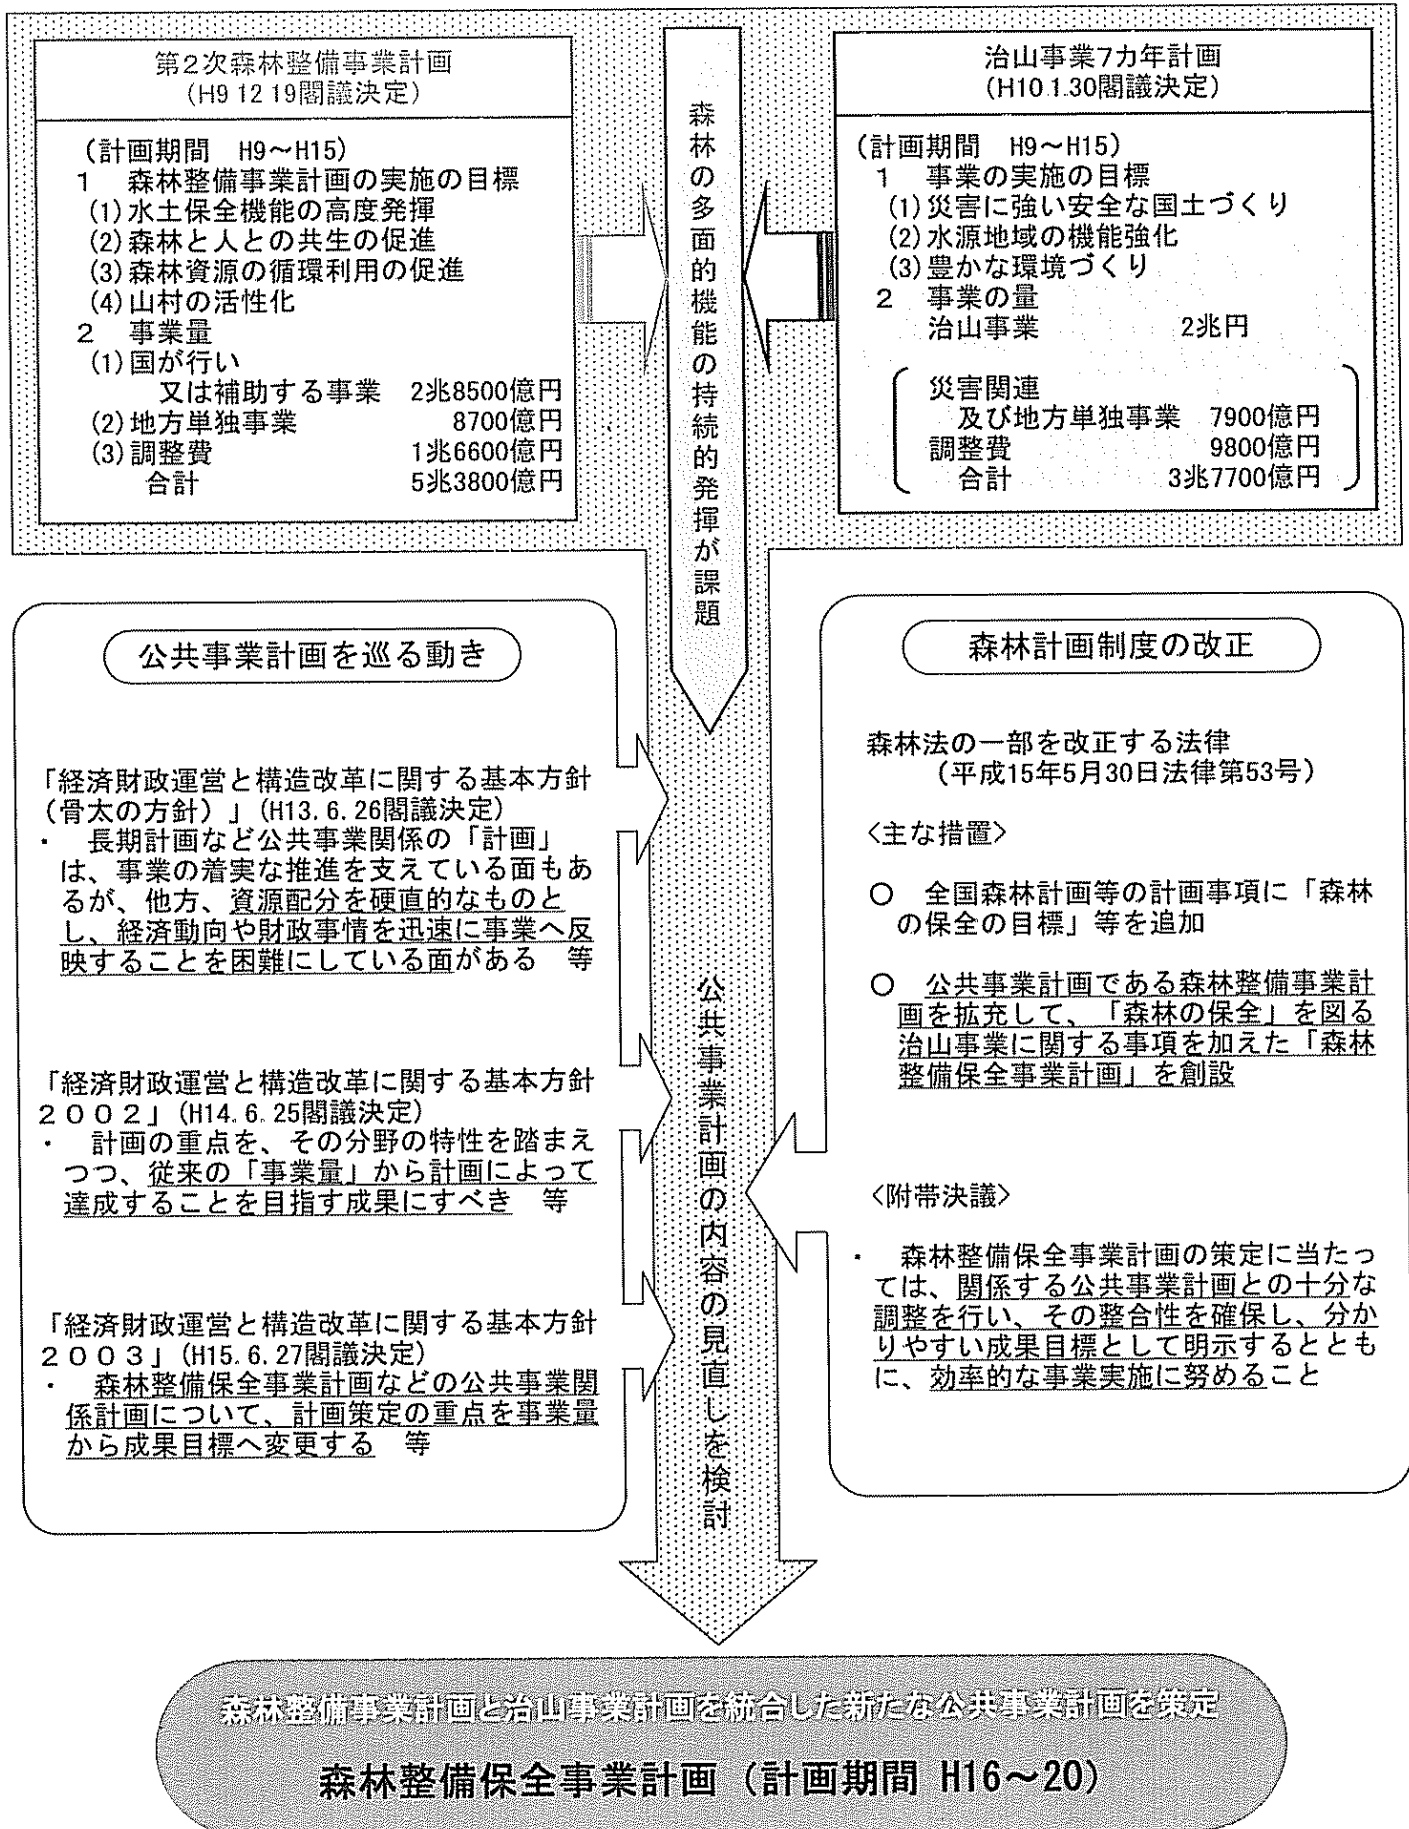 第2次森林整備事業計画
(H9 12 19閣議決定)
(計画期間　H9～H15)
1　森林整備事業計画の実施の目標
(1)水土保全機能の高度発揮
(2)森林と人との共生の促進
(3)森林資源の循環利用の促進
(4)山村の活性化
2　事業量
(1)国が行い
又は補助する事業　2兆8500億円
(2)地方単独事業　8700億円
(3)調整費　1兆6600億円
合計　5兆3800億円
森林の多面的機能の持続的発揮が課題
治山事業7カ年計画
(H10 1.30閣議決定)
(計画期間　H9～H15)
1　事業の実施の目標
(1)災害に強い安全な国土づくり
(2)水源地域の機能強化
(3)豊かな環境づくり
2　事業の量
治山事業　2兆円
災害関連
及び地方単独事業　7900億円
調整費　9800億円
合計　3兆7700億円
公共事業計画を巡る動き
「経済財政運営と構造改革に関する基本方針
(骨太の方針)」(H13.6.26閣議決定)
・　長期計画など公共事業関係の「計画」
は、事業の着実な推進を支えている面もあ
るが、他方、資源配分を硬直的なものと
し、経済動向や財政事情を迅速に事業へ反
映することを困難にしている面がある　等
「経済財政運営と構造改革に関する基本方針
２００２」(H14.6.25閣議決定)
・　計画の重点を、その分野の特性を踏まえ
つつ、従来の「事業量」から計画によって
達成することを目指す成果にすべき　等
「経済財政運営と構造改革に関する基本方針
２００３」(H15.6.27閣議決定)
・　森林整備保全事業計画などの公共事業関
係計画について、計画策定の重点を事業量
から成果目標へ変更する　等
公共事業計画の内容の見直しを検討
森林計画制度の改正
森林法の一部を改正する法律
(平成15年5月30日法律第53号)
<主な措置>
○　全国森林計画等の計画事項に「森林
の保全の目標」等を追加
○　公共事業計画である森林整備事業計
画を拡充して、「森林の保全」を図る
治山事業に関する事項を加えた「森林
整備保全事業計画」を創設
<附帯決議>
・　森林整備保全事業計画の策定に当たっ
ては、関係する公共事業計画との十分な
調整を行い、その整合性を確保し、分か
りやすい成果目標として明示するととも
に、効率的な事業実施に努めること
森林整備事業計画と治山事業計画を統合した新たな公共事業計画を策定
森林整備保全事業計画（計画期間 H16～20）